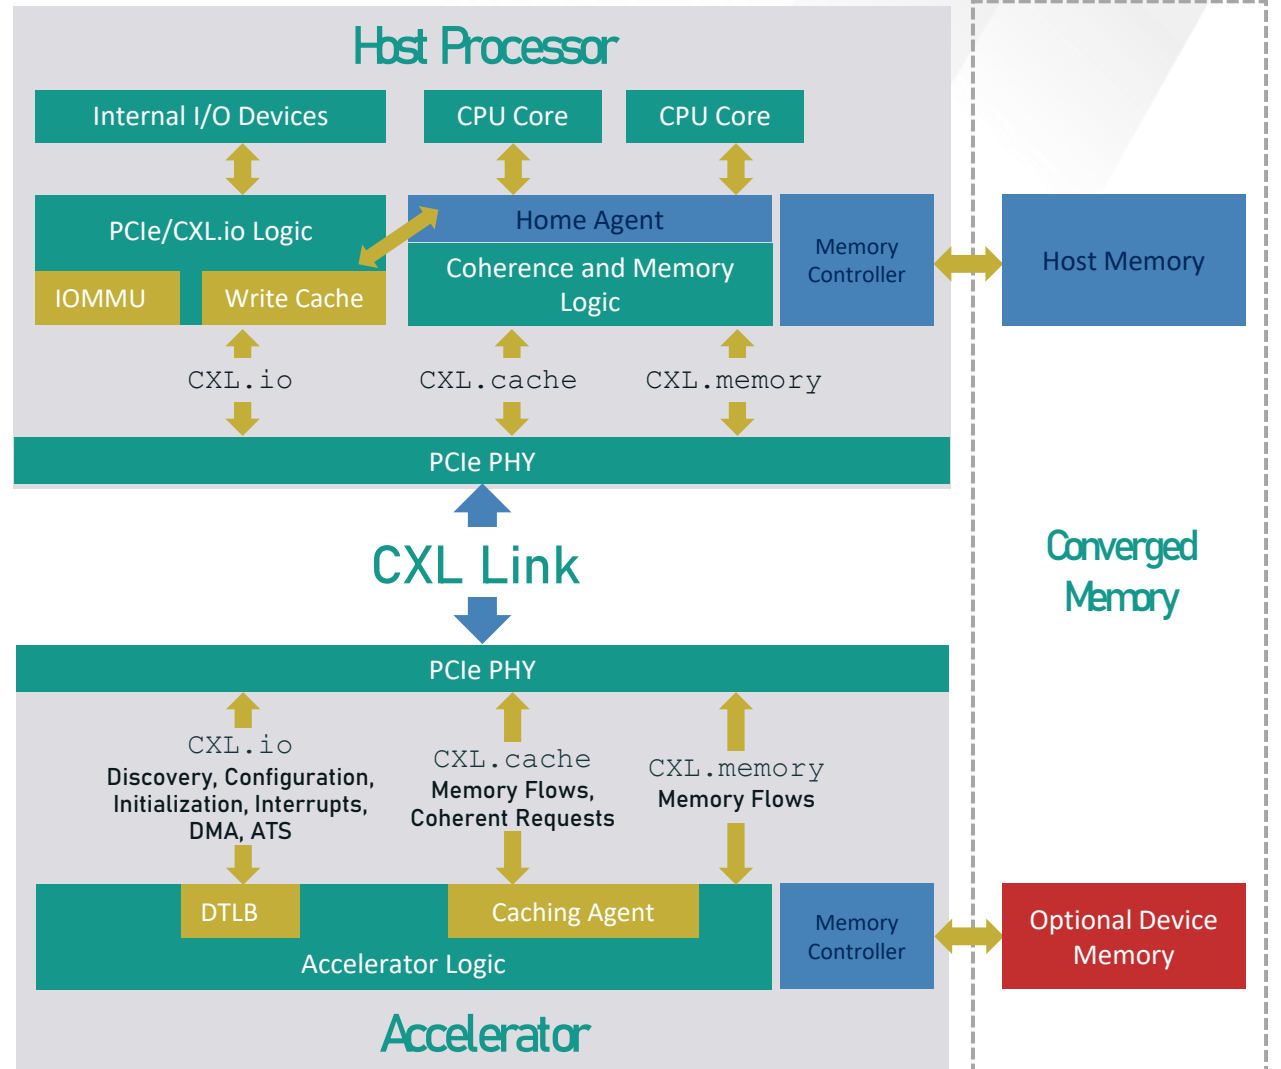 Host Processor
Internal I/O Devices
CPU Core
CPU Core
PCIe/CXL.io Logic
IOMMU
Write Cache
Home Agent
Coherence and Memory
Logic
Memory
Controller
Host Memory
CXL.io
CXL.cache
CXL.memory
PCIe PHY
CXL Link
Converged
Memory
PCIe PHY
CXL.io
Discovery, Configuration,
Initialization, Interrupts,
DMA, ATS
CXL.cache
Memory Flows,
Coherent Requests
CXL.memory
Memory Flows
DTLB
Caching Agent
Accelerator Logic
Memory
Controller
Optional Device
Memory
Accelerator